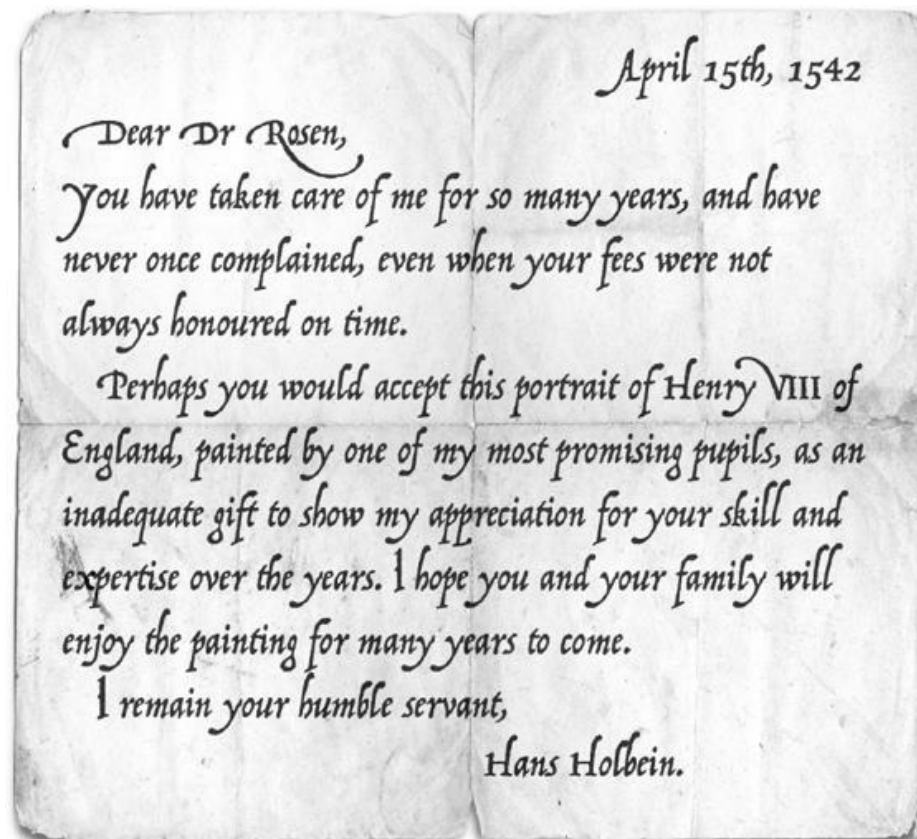 April 15th, 1542
Dear Dr Rosen,
You have taken care of me for so many years, and have
never once complained, even when your fees were not
always honoured on time.
Perhaps you would accept this portrait of Henry VIII of
England, painted by one of my most promising pupils, as an
inadequate gift to show my appreciation for your skill and
expertise over the years. I hope you and your family will
enjoy the painting for many years to come.
I remain your humble servant,
Hans Holbein.